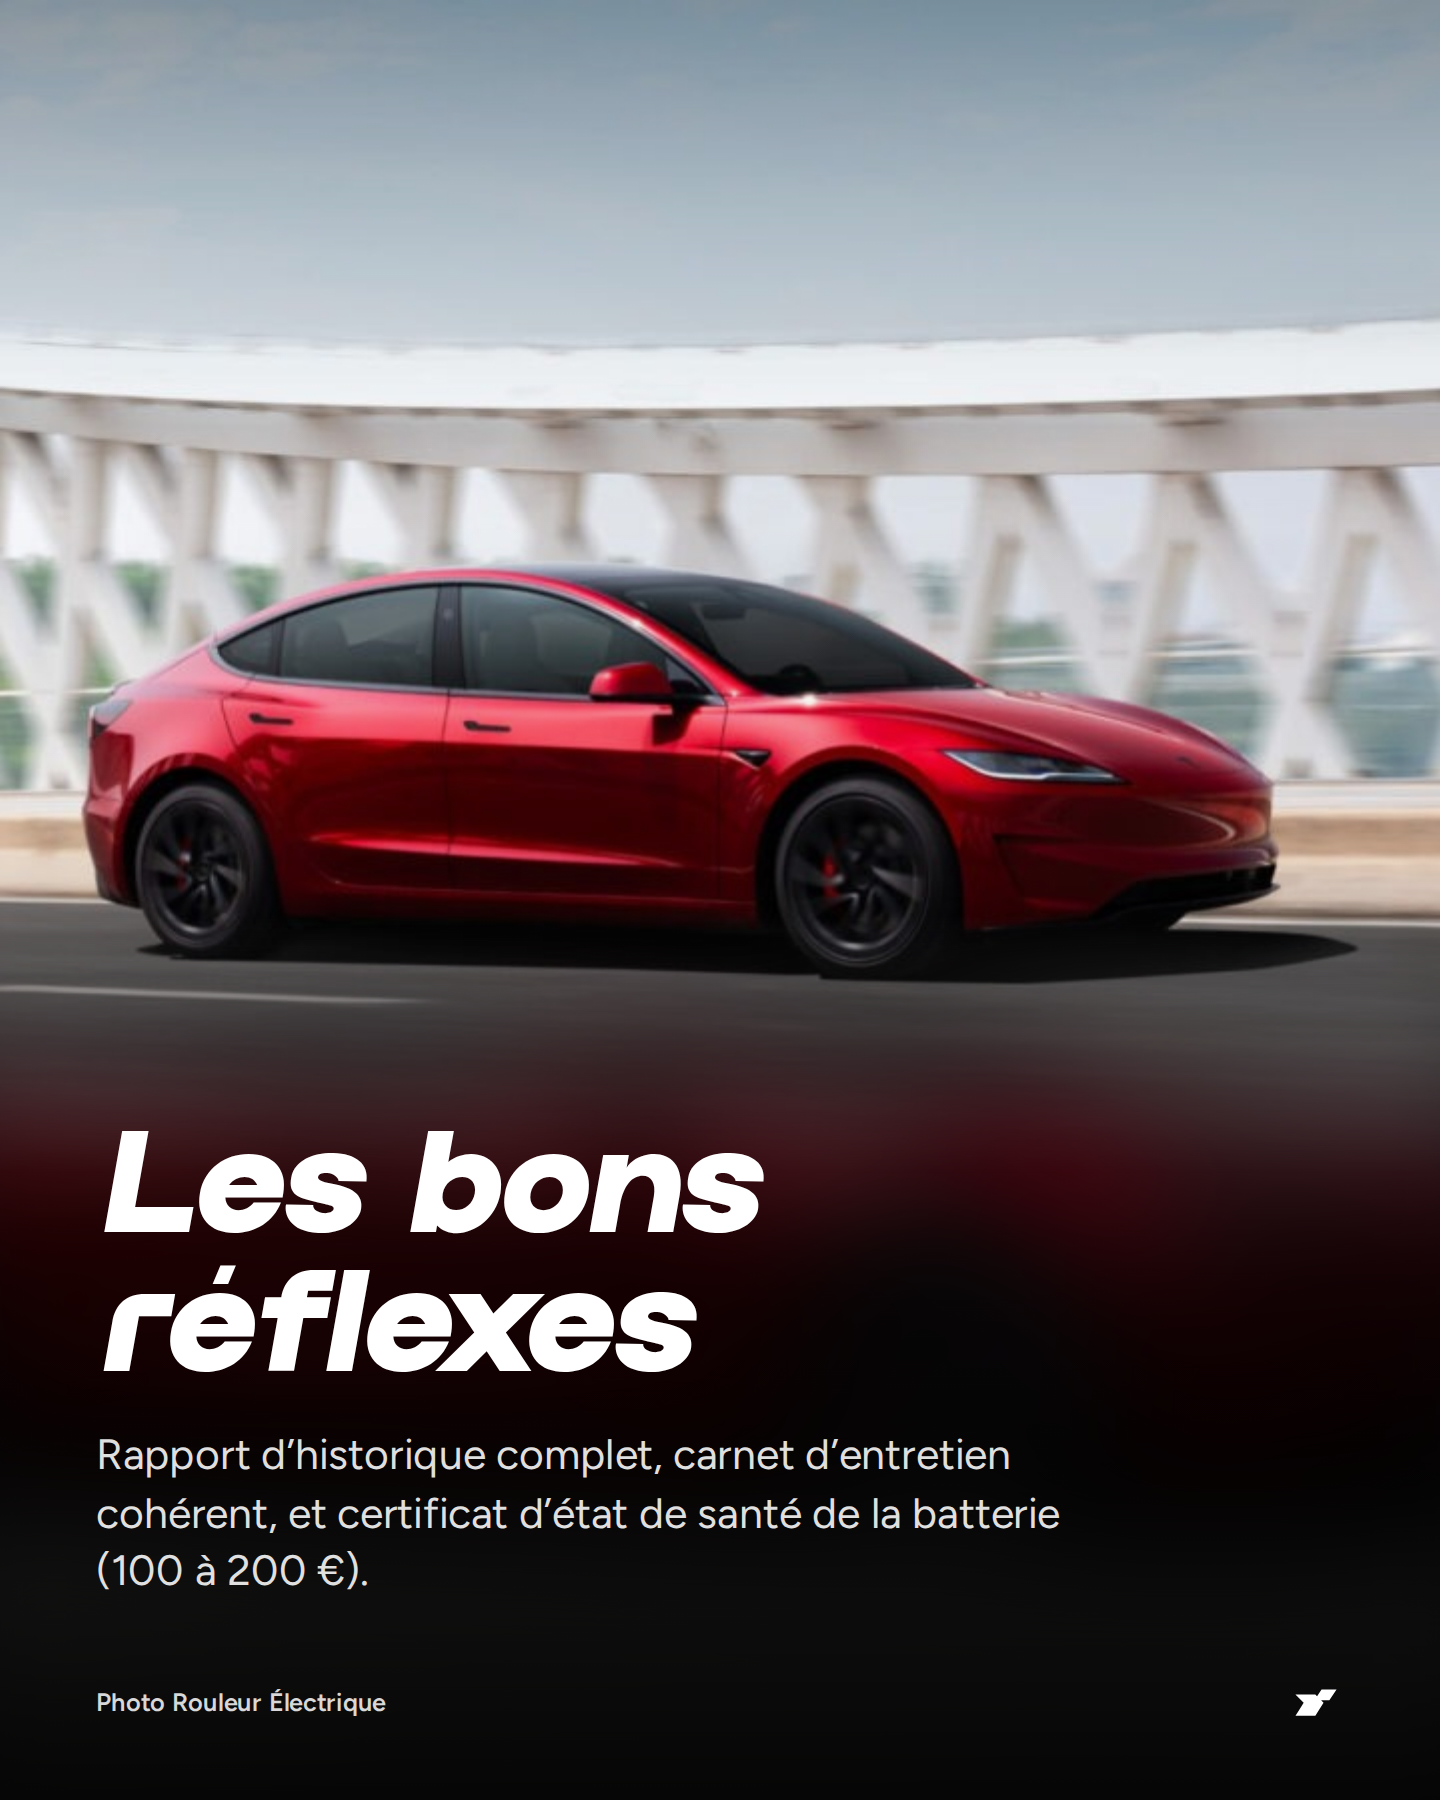 Les bons
réflexes
Rapport d’historique complet, carnet d’entretien
cohérent, et certificat d’état de santé de la batterie
(100 à 200 €).
Photo Rouleur Électrique